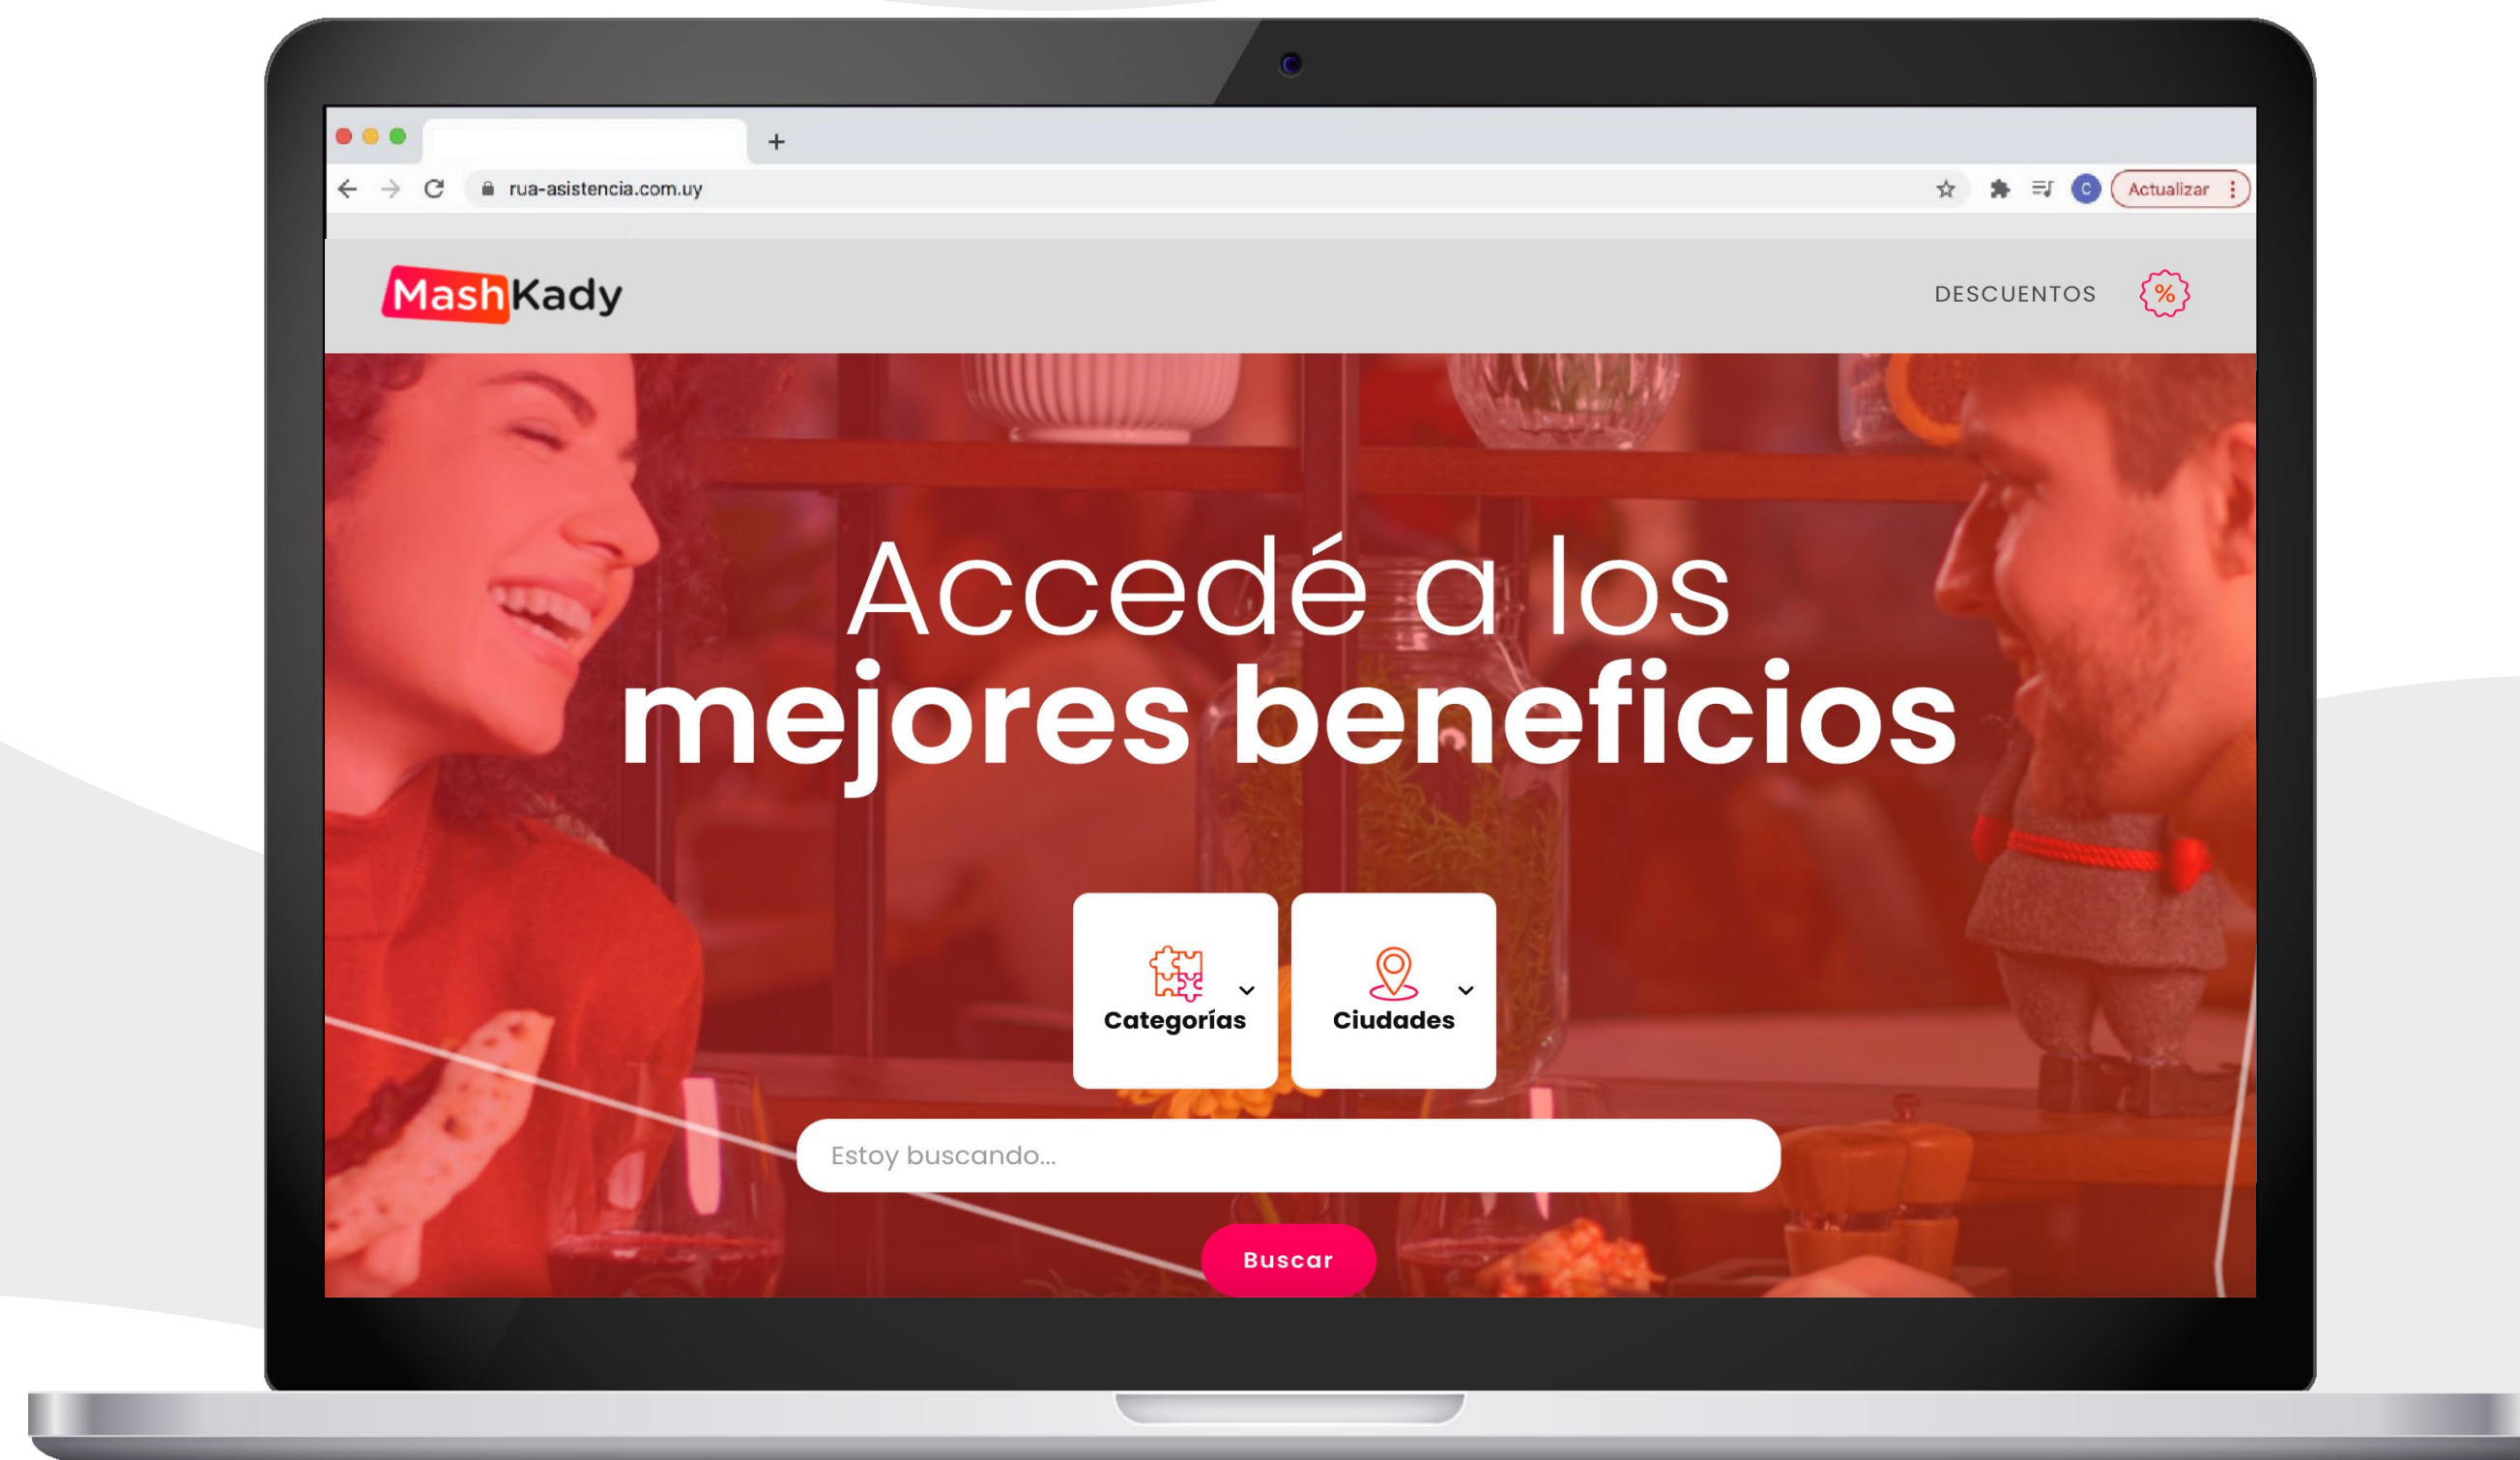 rua-asistencia.com.uy
C
Actualizar
MashKady
DESCUENTOS
%
Accedé a los
mejores beneficios
Categorías
Ciudades
Estoy buscando...
Buscar